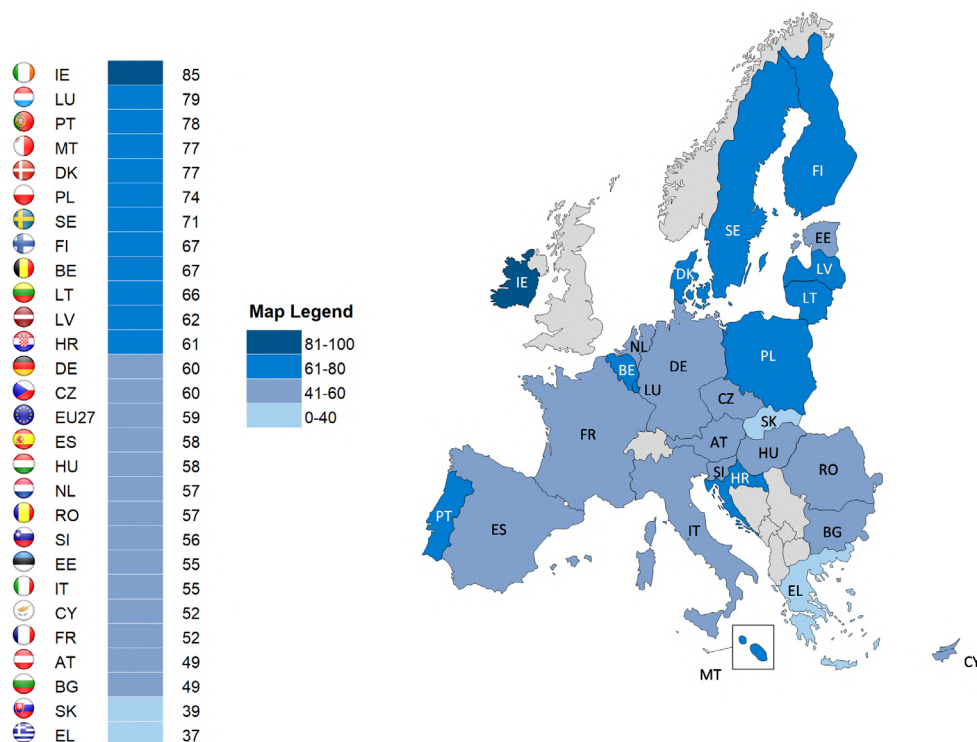 IE 85
LU 79
PT 78
MT 77
DK 77
PL 74
SE 71
FI 67
BE 67
LT 66
LV 62
HR 61
DE 60
CZ 60
EU27 59
ES 58
HU 58
NL 57
RO 57
SI 56
EE 55
IT 55
CY 52
FR 52
AT 49
BG 49
SK 39
EL 37
Map Legend
81-100
61-80
41-60
0-40
FI
SE
EE
LV
DK
LT
IE
NL
PL
BE
DE
LU
CZ
SK
FR
AT
HU
RO
SI
HR
PT
ES
IT
BG
EL
MT
CY